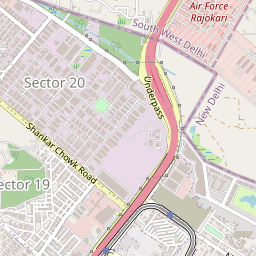 Air Force
Rajokari
South West Delhi
Sector 20
Underpass
New Delhi
Shankar Chowk Road
ector 19